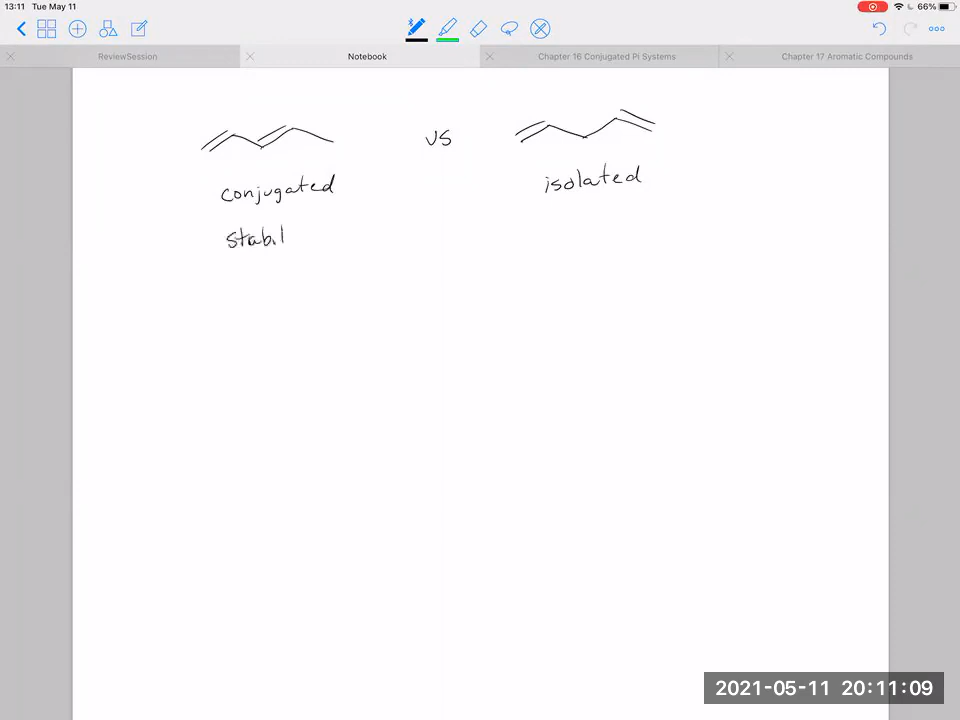 13:11 Tue May 11
66%
ReviewSession
Notebook
Chapter 16 Conjugated Pi Systems
Chapter 17 Aromatic Compounds
vs
conjugated
isolated
stabil
2021-05-11 20:11:09